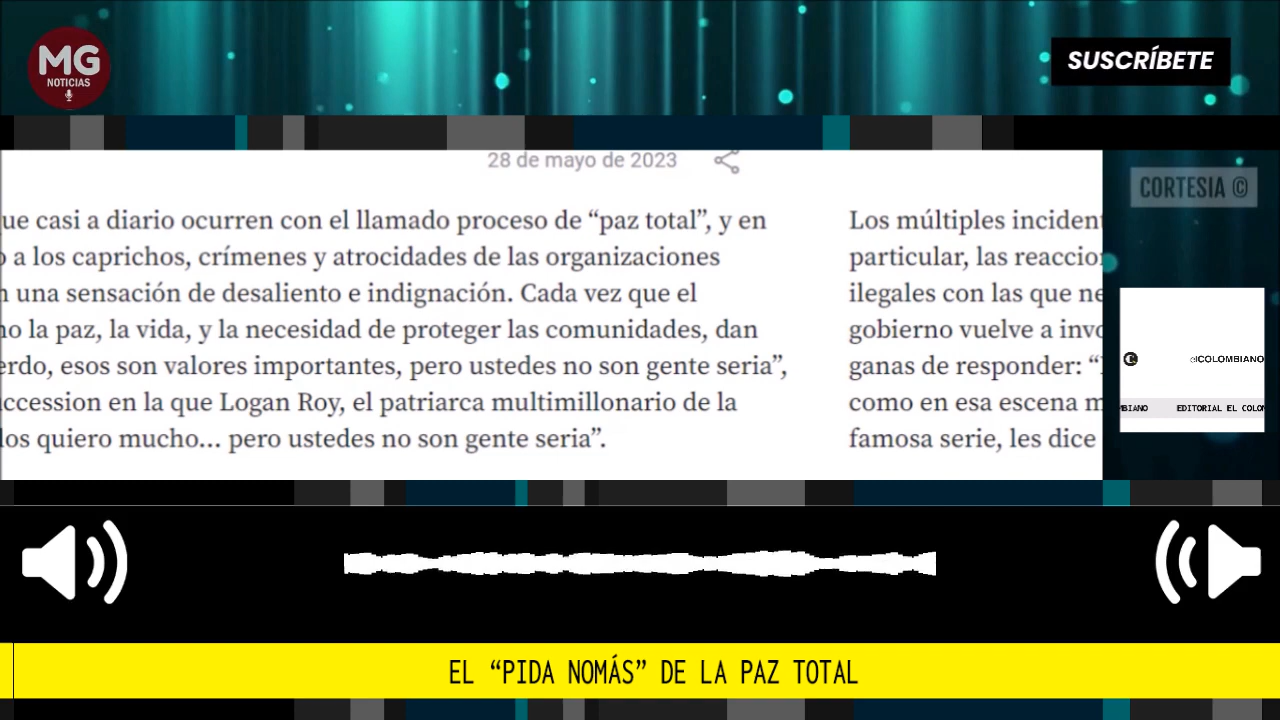 MG
NOTICIAS
SUSCRÍBETE
28 de mayo de 2023
ue casi a diario ocurren con el llamado proceso de “paz total”, y en
o a los caprichos, crímenes y atrocidades de las organizaciones
n una sensación de desaliento e indignación. Cada vez que el
no la paz, la vida, y la necesidad de proteger las comunidades, dan
erdo, esos son valores importantes, pero ustedes no son gente seria”,
uccession en la que Logan Roy, el patriarca multimillonario de la
los quiero mucho… pero ustedes no son gente seria”.
Los múltiples inciden
particular, las reaccio
ilegales con las que ne
gobierno vuelve a invo
ganas de responder: “
como en esa escena m
famosa serie, les dice
CORTESIA ©
elCOLOMBIANO
MBIANO EDITORIAL EL COLO
EL “PIDA NOMÁS” DE LA PAZ TOTAL